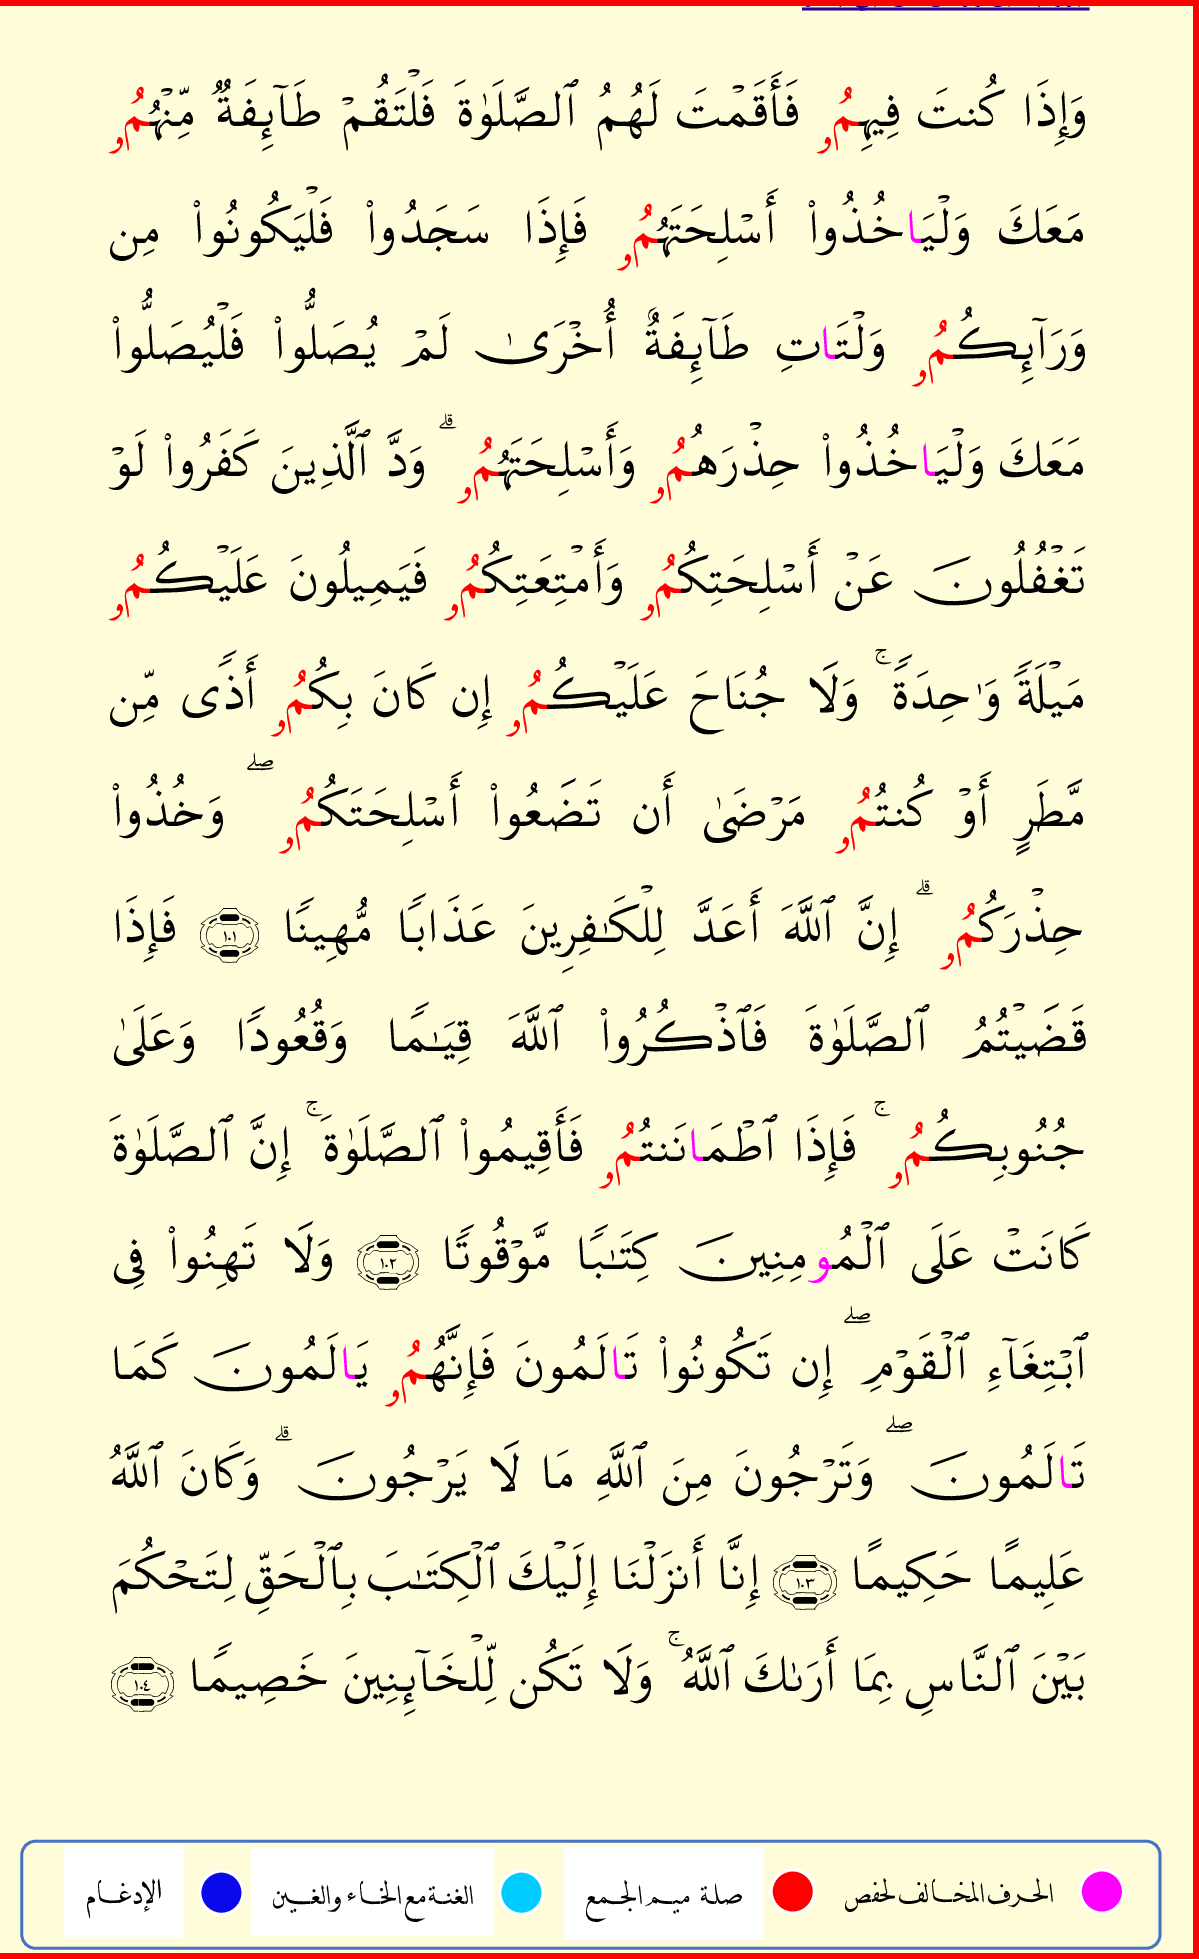 وَإِذَا كُنتَ فِيهِمُو فَأَقَمْتَ لَهُمُ ٱلصَّلَوٰةَ فَلْتَقُمْ طَآئِفَةٌ مِّنْهُمُو
مَعَكَ وَلْيَاخُذُوا۟ أَسْلِحَتَهُمُو فَإِذَا سَجَدُوا۟ فَلْيَكُونُوا۟ مِن
وَرَآئِكُمُو وَلْتَاتِ طَآئِفَةٌ أُخْرَىٰ لَمْ يُصَلُّوا۟ فَلْيُصَلُّوا۟
مَعَكَ وَلْيَاخُذُوا۟ حِذْرَهُمُو وَأَسْلِحَتَهُمُو ۗ وَدَّ ٱلَّذِينَ كَفَرُوا۟ لَوْ
تَغْفُلُونَ عَنْ أَسْلِحَتِكُمُو وَأَمْتِعَتِكُمُو فَيَمِيلُونَ عَلَيْكُمُو
مَيْلَةً وَٰحِدَةً ۚ وَلَا جُنَاحَ عَلَيْكُمُو إِن كَانَ بِكُمُو أَذًى مِّن
مَّطَرٍ أَوْ كُنتُمُو مَرْضَىٰ أَن تَضَعُوا۟ أَسْلِحَتَكُمُو ۖ وَخُذُوا۟
حِذْرَكُمُو ۗ إِنَّ ٱللَّهَ أَعَدَّ لِلْكَـٰفِرِينَ عَذَابًا مُّهِينًا ١٠١ فَإِذَا
قَضَيْتُمُ ٱلصَّلَوٰةَ فَٱذْكُرُوا۟ ٱللَّهَ قِيَـٰمًا وَقُعُودًا وَعَلَىٰ
جُنُوبِكُمُو ۚ فَإِذَا ٱطْمَانَنتُمُو فَأَقِيمُوا۟ ٱلصَّلَوٰةَ ۚ إِنَّ ٱلصَّلَوٰةَ
كَانَتْ عَلَى ٱلْمُومِنِينَ كِتَـٰبًا مَّوْقُوتًا ١٠٢ وَلَا تَهِنُوا۟ فِى
ٱبْتِغَآءِ ٱلْقَوْمِ ۖ إِن تَكُونُوا۟ تَالَمُونَ فَإِنَّهُمُو يَالَمُونَ كَمَا
تَالَمُونَ ۖ وَتَرْجُونَ مِنَ ٱللَّهِ مَا لَا يَرْجُونَ ۗ وَكَانَ ٱللَّهُ
عَلِيمًا حَكِيمًا ١٠٣ إِنَّا أَنزَلْنَا إِلَيْكَ ٱلْكِتَـٰبَ بِٱلْحَقِّ لِتَحْكُمَ
بَيْنَ ٱلنَّاسِ بِمَا أَرَىٰكَ ٱللَّهُ ۚ وَلَا تَكُن لِّلْخَآئِنِينَ خَصِيمًا ١٠٤
الحرف المخالف لحفص صلة ميم الجمع الغنة مع الخاء والغين الإدغام